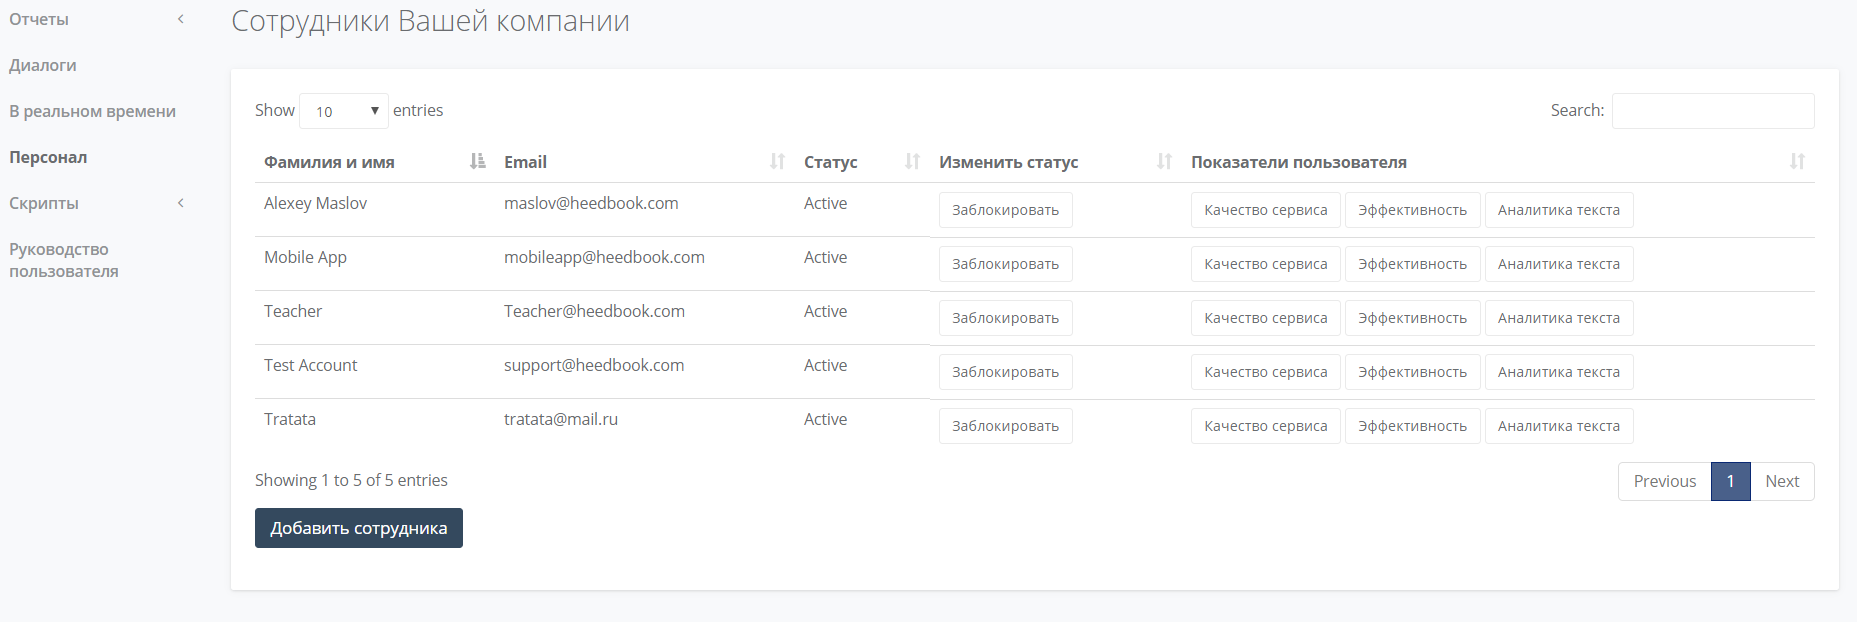 Отчеты
Диалоги
В реальном времени
Персонал
Скрипты
Руководство
пользователя
Сотрудники Вашей компании
Show 10 entries
Search:
Фамилия и имя Email Статус Изменить статус Показатели пользователя
Alexey Maslov maslov@heedbook.com Active Заблокировать Качество сервиса Эффективность Аналитика текста
Mobile App mobileapp@heedbook.com Active Заблокировать Качество сервиса Эффективность Аналитика текста
Teacher Teacher@heedbook.com Active Заблокировать Качество сервиса Эффективность Аналитика текста
Test Account support@heedbook.com Active Заблокировать Качество сервиса Эффективность Аналитика текста
Tratata tratata@mail.ru Active Заблокировать Качество сервиса Эффективность Аналитика текста
Showing 1 to 5 of 5 entries
Previous 1 Next
Добавить сотрудника